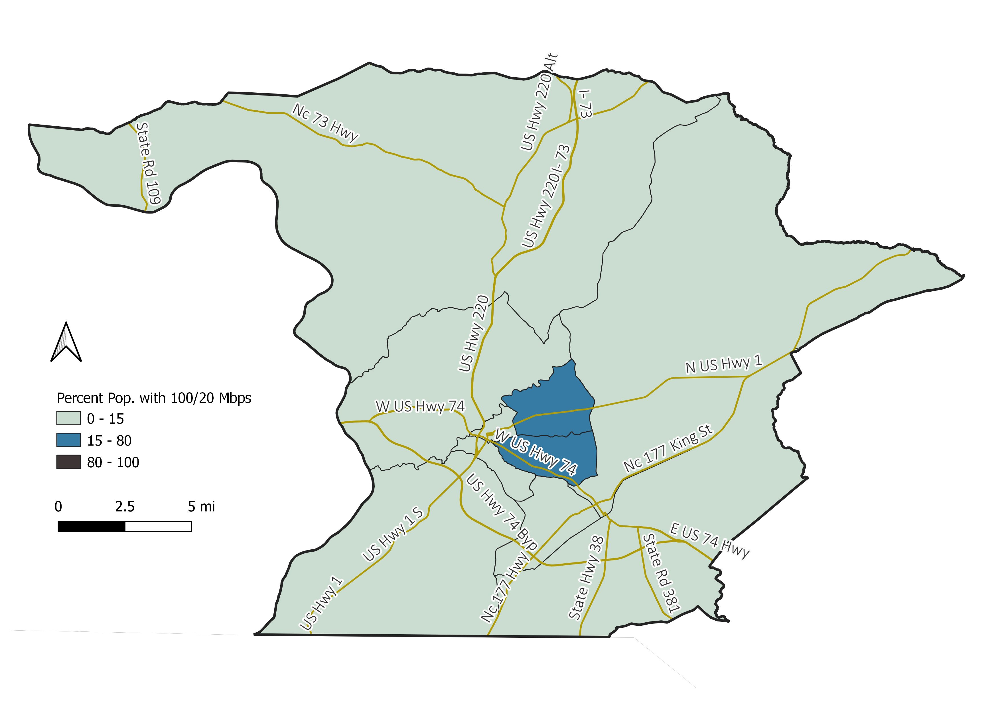 US Hwy 220 Alt
I- 73
Nc 73 Hwy
State Rd 109
US Hwy 220I- 73
US Hwy 220
N US Hwy 1
W US Hwy 74
W US Hwy 74
Nc 177 King St
US Hwy 74 Byp
US Hwy 1 S
E US 74 Hwy
State Rd 381
State Hwy 38
Nc 177 Hwy
US Hwy 1
Percent Pop. with 100/20 Mbps
0 - 15
15 - 80
80 - 100
0 2.5 5 mi